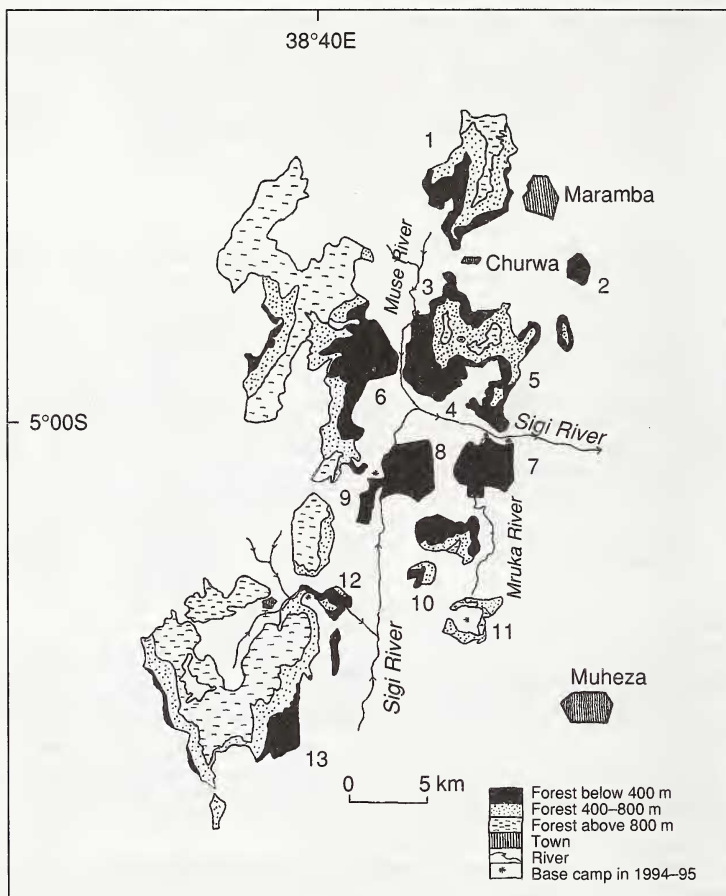 38°40E
1
Maramba
Muse River
Churwa
2
3
5
6
4
Sigi River
5°00S
8
7
9
Mruka River
12
10
11
Sigi River
Muheza
13
0 5 km
Forest below 400 m
Forest 400–800 m
Forest above 800 m
Town
River
Base camp in 1994–95